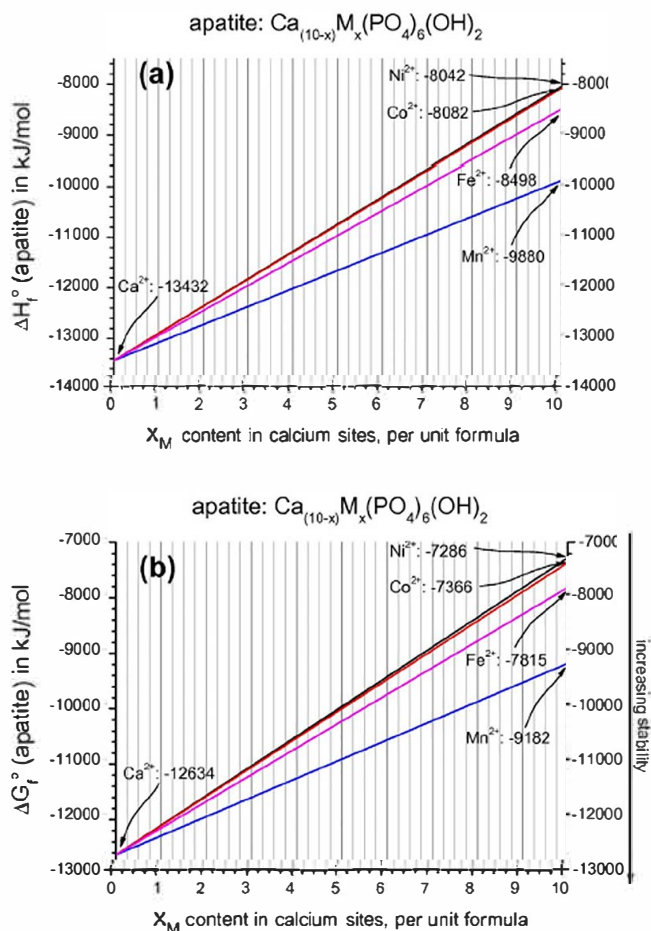 apatite: Ca(10-x)Mx(PO4)6(OH)2
(a)
ΔHf° (apatite) in kJ/mol
-8000
-9000
-10000
-11000
-12000
-13000
-14000
Ni2+: -8042
Co2+: -8082
Fe2+: -8498
Mn2+: -9880
Ca2+: -13432
-8000
-9000
-10000
-11000
-12000
-13000
-14000
0 1 2 3 4 5 6 7 8 9 10
XM content in calcium sites, per unit formula
apatite: Ca(10-x)Mx(PO4)6(OH)2
(b)
ΔGf° (apatite) in kJ/mol
-7000
-8000
-9000
-10000
-11000
-12000
-13000
Ni2+: -7286
Co2+: -7366
Fe2+: -7815
Mn2+: -9182
Ca2+: -12634
-7000
-8000
-9000
-10000
-11000
-12000
-13000
increasing stability
0 1 2 3 4 5 6 7 8 9 10
XM content in calcium sites, per unit formula